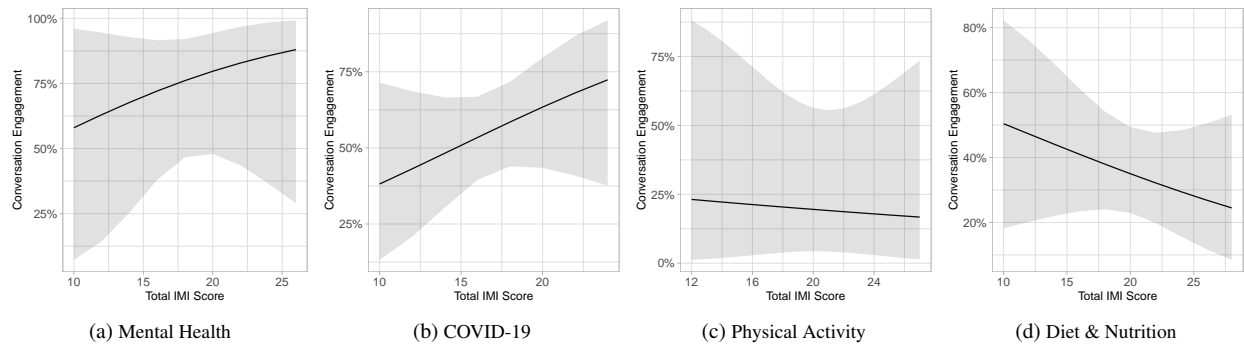 100%
75%
50%
25%
Conversation Engagement
10 15 20 25
Total IMI Score
(a) Mental Health
75%
50%
25%
Conversation Engagement
10 15 20
Total IMI Score
(b) COVID-19
75%
50%
25%
0%
Conversation Engagement
12 16 20 24
Total IMI Score
(c) Physical Activity
80%
60%
40%
20%
Conversation Engagement
10 15 20 25
Total IMI Score
(d) Diet & Nutrition